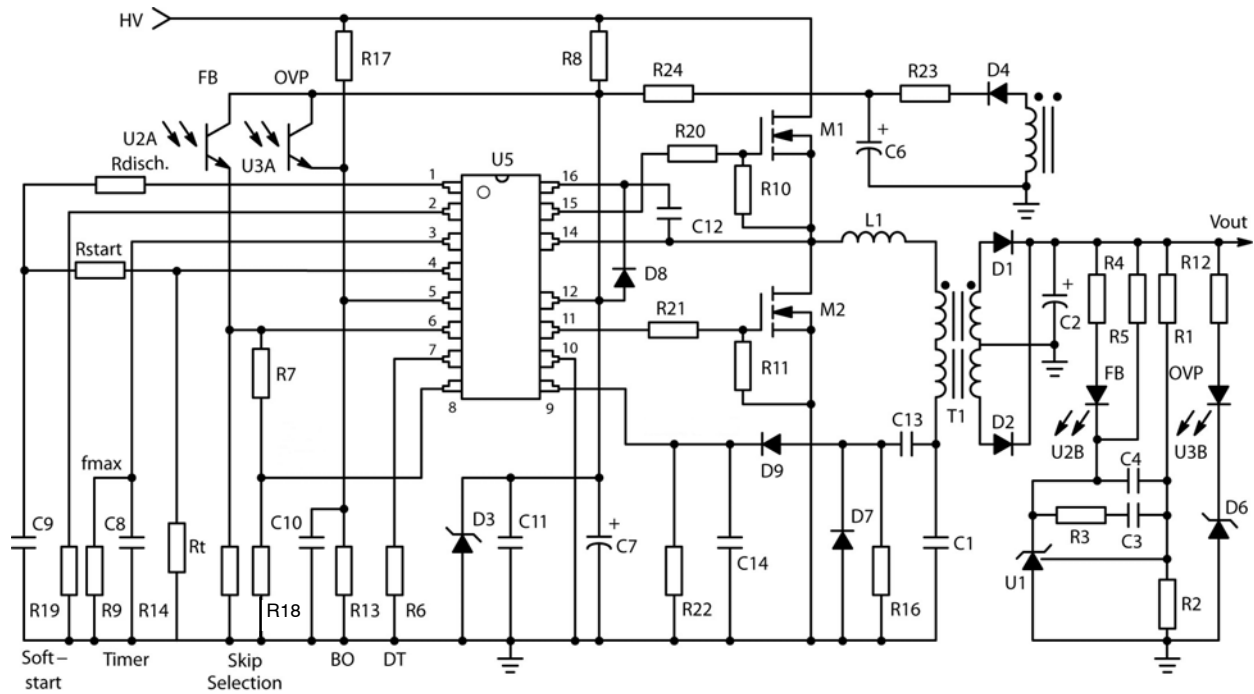 HV
R17
R8
FB
OVP
R24
R23
D4
U2A
U3A
R20
M1
C6
Rdisch.
U5
1
16
R10
2
15
C12
3
14
L1
Vout
Rstart
4
D8
D1
R4
R12
5
12
R21
M2
C2
R5
R1
6
11
7
10
R7
R11
FB
OVP
8
9
T1
C13
D2
U2B
U3B
D9
C4
fmax
C9
C8
Rt
C10
D3
C11
C7
D7
C1
R3
C3
D6
C14
U1
R19
R9
R14
R18
R13
R6
R22
R16
R2
Soft–
start
Timer
Skip
Selection
BO
DT
+
+
+